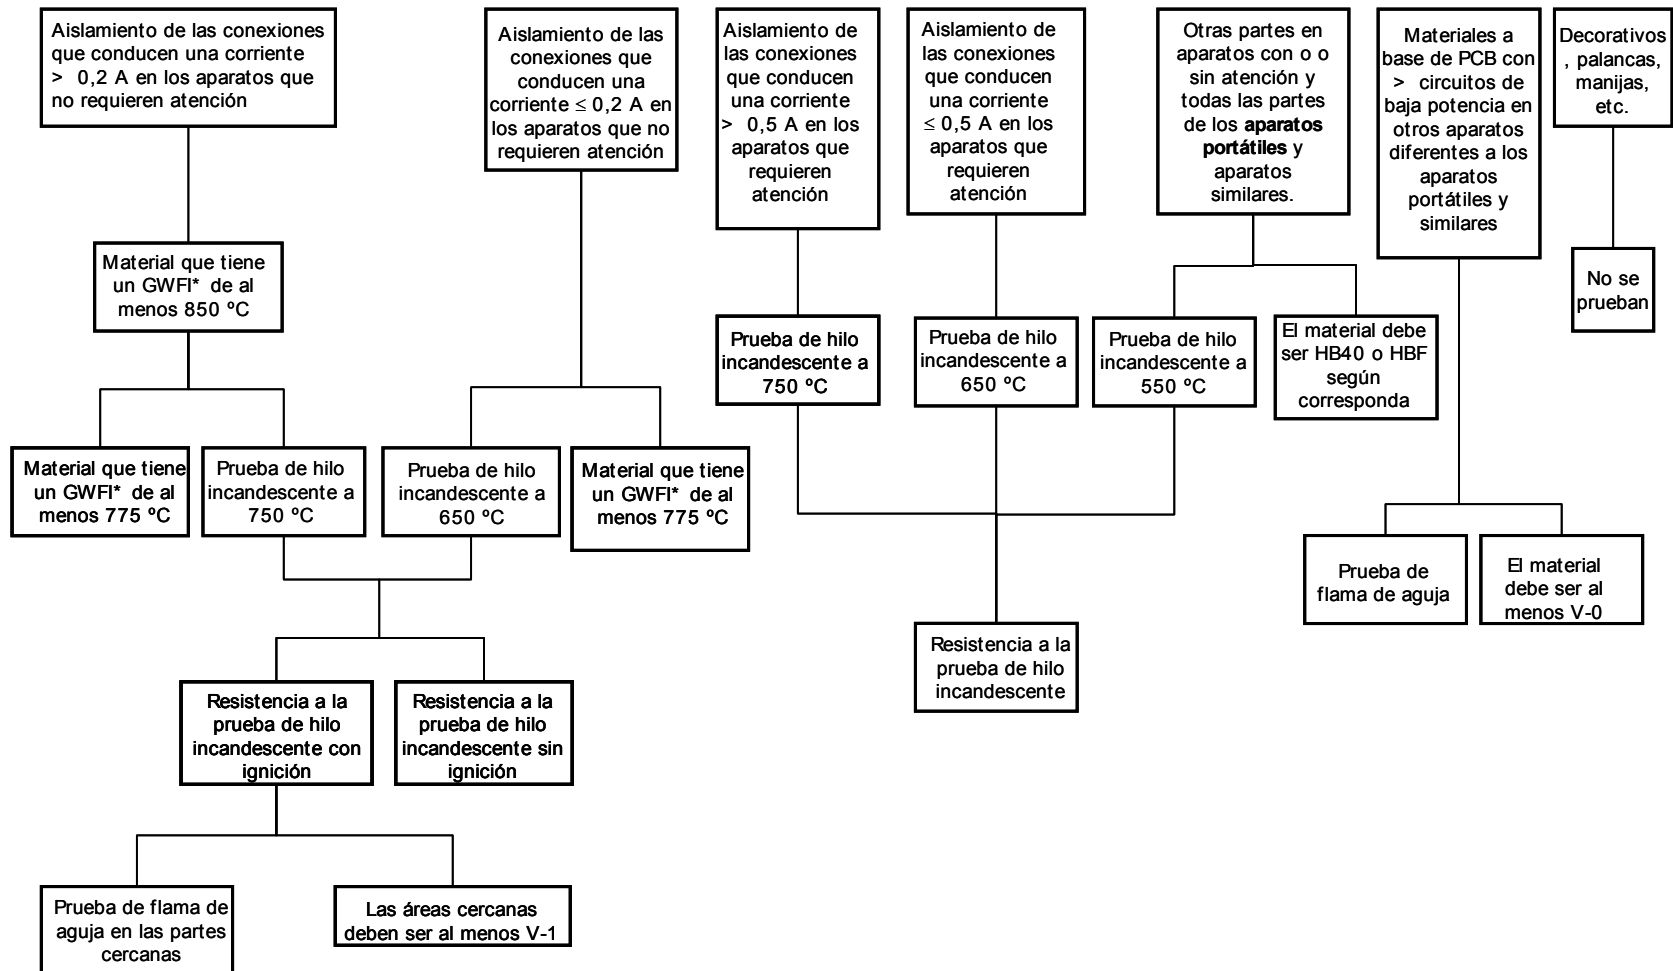 Aislamiento de las conexiones
que conducen una corriente
> 0,2 A en los aparatos que
no requieren atención
Aislamiento de las
conexiones que
conducen una
corriente ≤ 0,2 A en
los aparatos que no
requieren atención
Aislamiento de
las conexiones
que conducen
una corriente
> 0,5 A en los
aparatos que
requieren
atención
Aislamiento de
las conexiones
que conducen
una corriente
≤ 0,5 A en los
aparatos que
requieren
atención
Otras partes en
aparatos con o o
sin atención y
todas las partes
de los aparatos
portátiles y
aparatos
similares.
Materiales a
base de PCB con
> circuitos de
baja potencia en
otros aparatos
diferentes a los
aparatos
portátiles y
similares
Decorativos
, palancas,
manijas,
etc.
Material que tiene
un GWFI* de al
menos 850 ºC
No se
prueban
Prueba de hilo
incandescente a
750 ºC
Prueba de hilo
incandescente a
650 ºC
Prueba de hilo
incandescente a
550 ºC
El material debe
ser HB40 o HBF
según
corresponda
Material que tiene
un GWFI* de al
menos 775 ºC
Prueba de hilo
incandescente a
750 ºC
Prueba de hilo
incandescente a
650 ºC
Material que tiene
un GWFI* de al
menos 775 ºC
Prueba de
flama de aguja
El material
debe ser al
menos V-0
Resistencia a la
prueba de hilo
incandescente
Resistencia a la
prueba de hilo
incandescente con
ignición
Resistencia a la
prueba de hilo
incandescente sin
ignición
Prueba de flama de
aguja en las partes
cercanas
Las áreas cercanas
deben ser al menos V-1